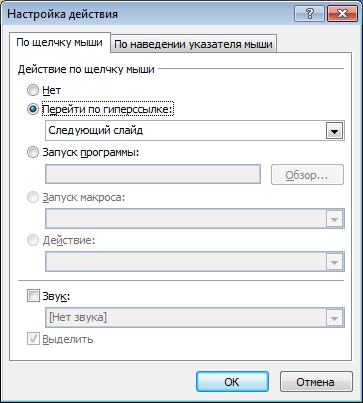 Настройка действия
По щелчку мыши
По наведении указателя мыши
Действие по щелчку мыши
Нет
Перейти по гиперссылке:
Следующий слайд
Запуск программы:
Обзор...
Запуск макроса:
Действие:
Звук:
[Нет звука]
Выделить
ОК
Отмена